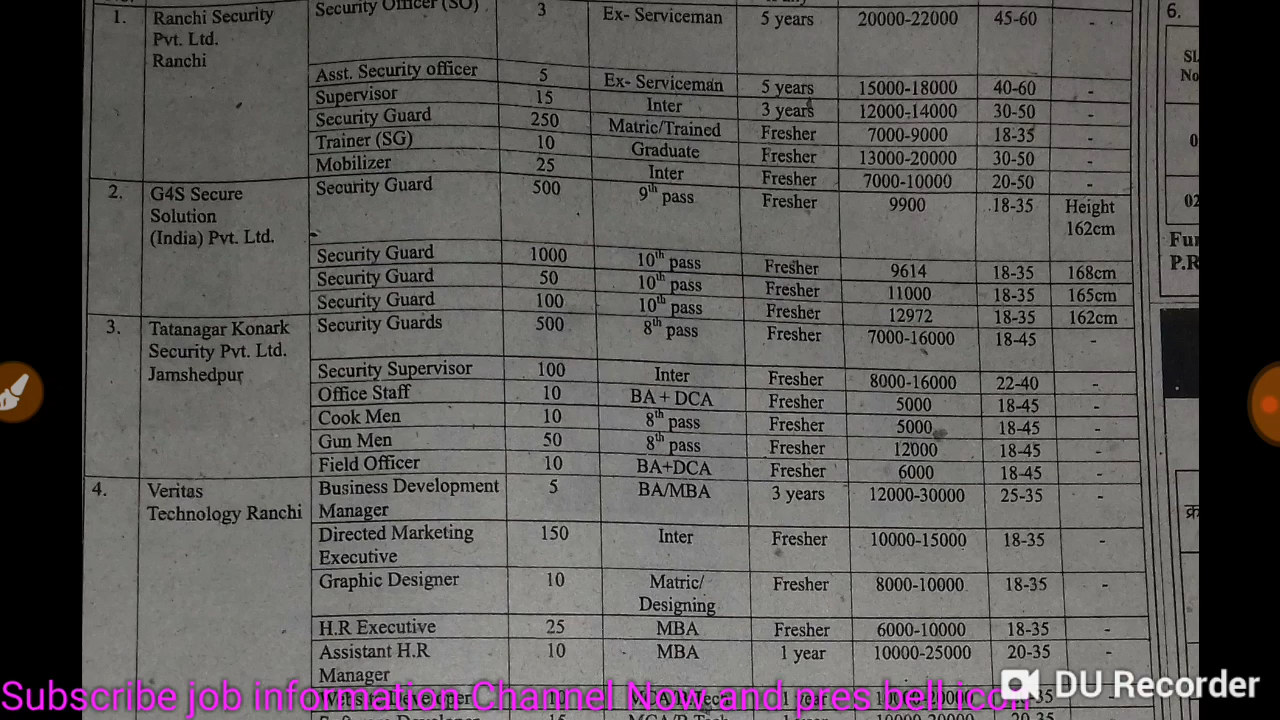 1. Ranchi Security Pvt. Ltd. Ranchi Security Officer (SO) 3 Ex- Serviceman 5 years 20000-22000 45-60 -
Asst. Security officer 5 Ex- Serviceman 5 years 15000-18000 40-60 -
Supervisor 15 Inter 3 years 12000-14000 30-50 -
Security Guard 250 Matric/Trained Fresher 7000-9000 18-35 -
Trainer (SG) 10 Graduate Fresher 13000-20000 30-50 -
Mobilizer 25 Inter Fresher 7000-10000 20-50 -
2. G4S Secure Solution (India) Pvt. Ltd. Security Guard 500 9th pass Fresher 9900 18-35 Height 162cm
Security Guard 1000 10th pass Fresher 9614 18-35 168cm
Security Guard 50 10th pass Fresher 11000 18-35 165cm
Security Guard 100 10th pass Fresher 12972 18-35 162cm
3. Tatanagar Konark Security Pvt. Ltd. Jamshedpur Security Guards 500 8th pass Fresher 7000-16000 18-45 -
Security Supervisor 100 Inter Fresher 8000-16000 22-40 -
Office Staff 10 BA + DCA Fresher 5000 18-45 -
Cook Men 10 8th pass Fresher 5000 18-45 -
Gun Men 50 8th pass Fresher 12000 18-45 -
Field Officer 10 BA+DCA Fresher 6000 18-45 -
4. Veritas Technology Ranchi Business Development Manager 5 BA/MBA 3 years 12000-30000 25-35 -
Directed Marketing Executive 150 Inter Fresher 10000-15000 18-35 -
Graphic Designer 10 Matric/ Designing Fresher 8000-10000 18-35 -
H.R Executive 25 MBA Fresher 6000-10000 18-35 -
Assistant H.R Manager 10 MBA 1 year 10000-25000 20-35
6.
Subscribe job information Channel Now and pres bell icon.
DU Recorder